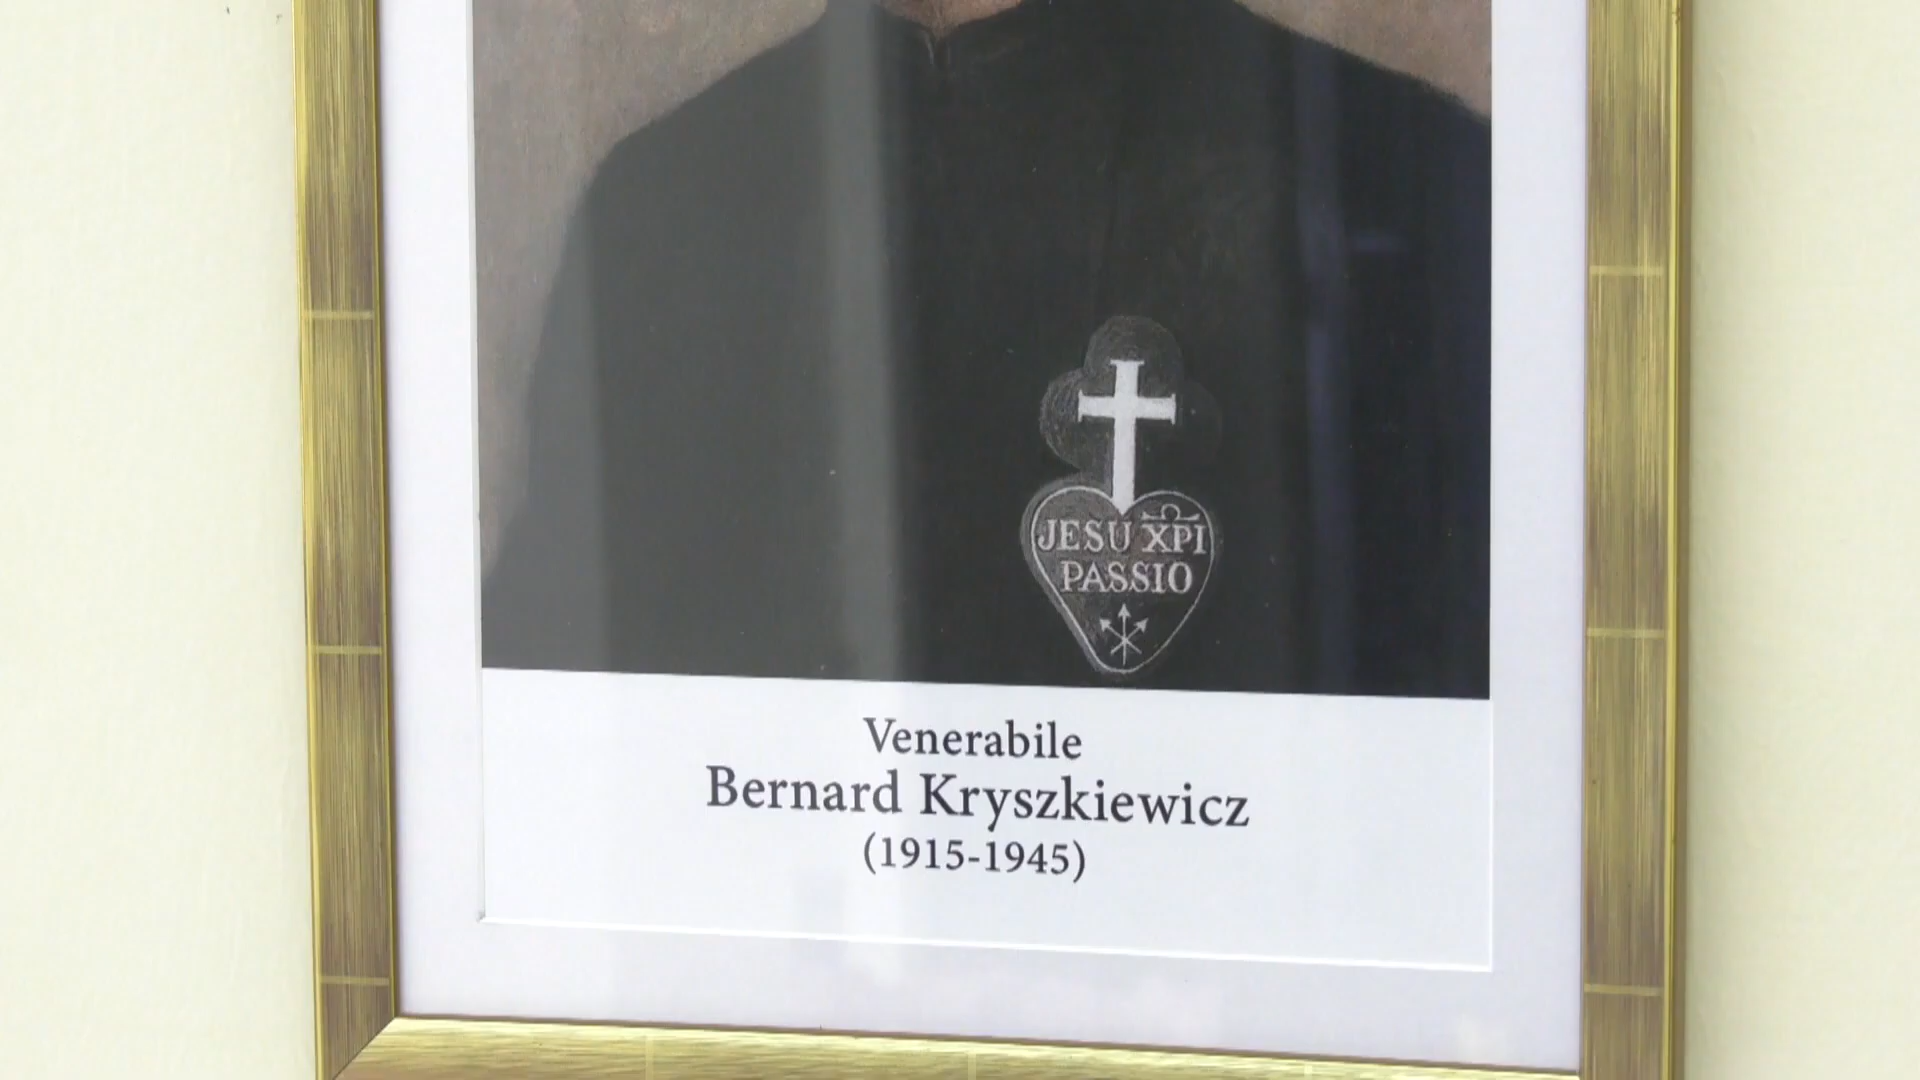 JESU XPI
PASSIO
Venerabile
Bernard Kryszkiewicz
(1915-1945)